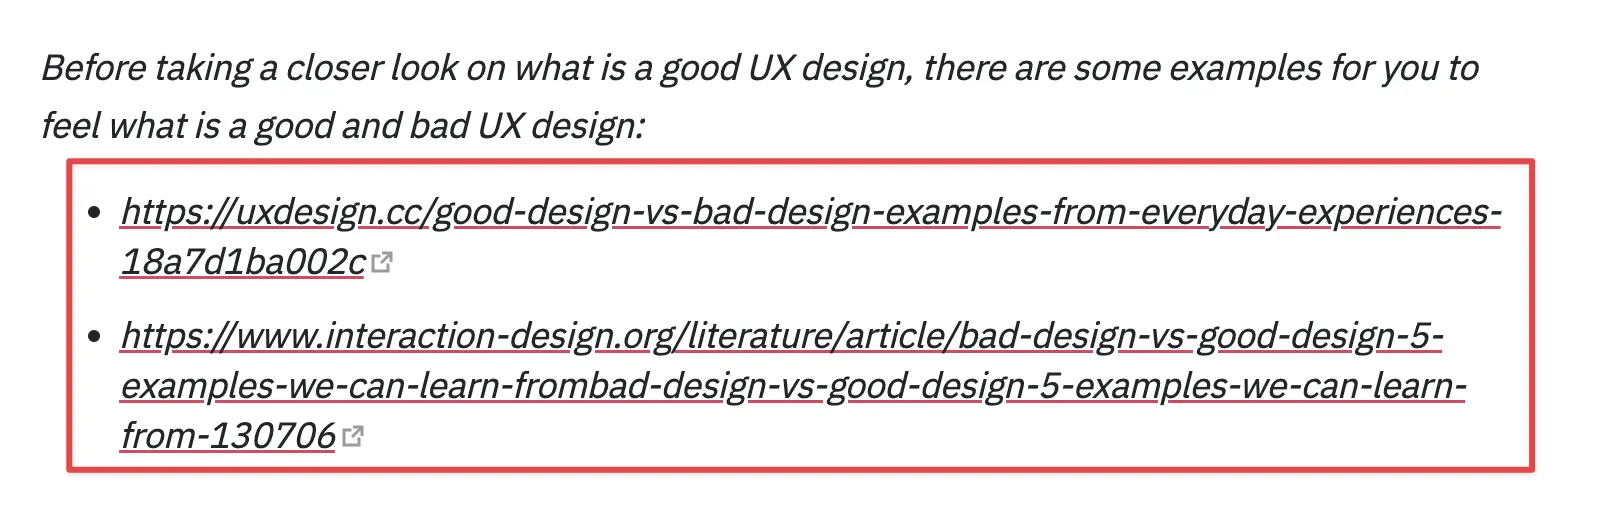 Before taking a closer look on what is a good UX design, there are some examples for you to
feel what is a good and bad UX design:
• https://uxdesign.cc/good-design-vs-bad-design-examples-from-everyday-experiences-
18a7d1ba002c
• https://www.interaction-design.org/literature/article/bad-design-vs-good-design-5-
examples-we-can-learn-frombad-design-vs-good-design-5-examples-we-can-learn-
from-130706